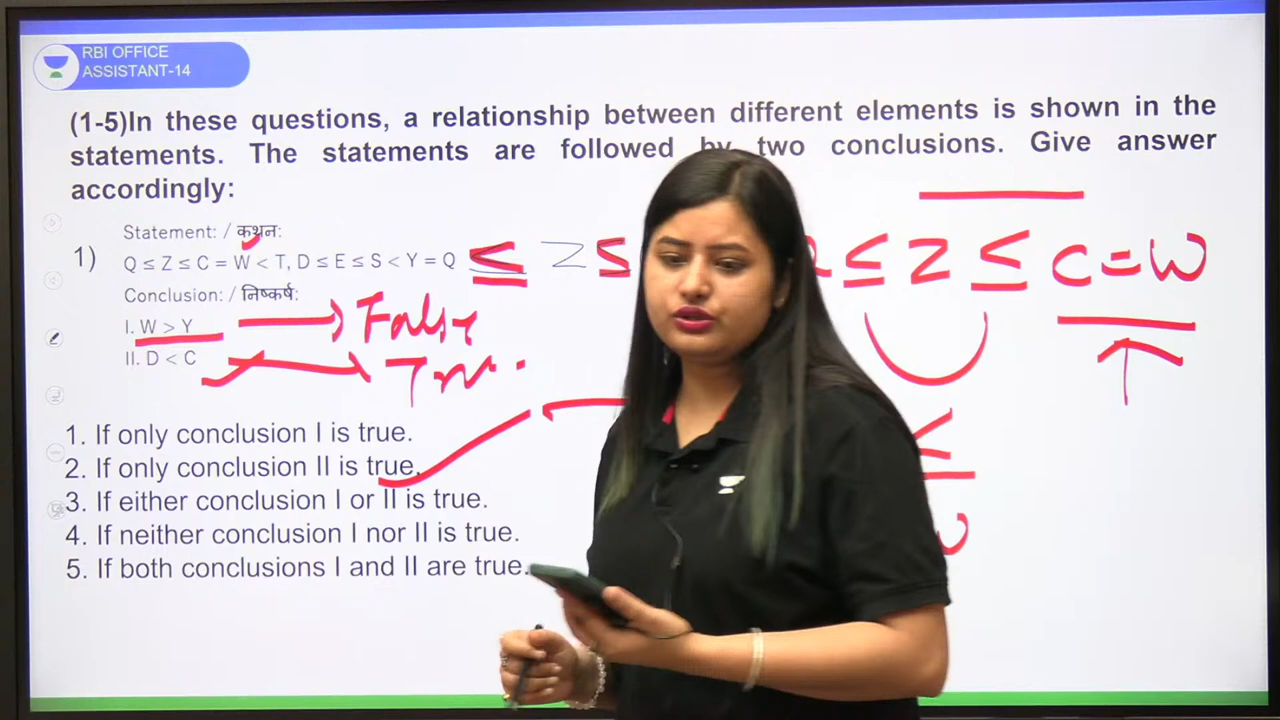 RBI OFFICE
ASSISTANT-14
(1-5)In these questions, a relationship between different elements is shown in the
statements. The statements are followed by two conclusions. Give answer
accordingly:
Statement: / कथन:
1) Q ≤ Z ≤ C = W < T, D ≤ E ≤ S < Y = Q
≤ Z ≤
≤ Z ≤ C = W
Conclusion: / निष्कर्ष:
I. W > Y False
II. D < C
1. If only conclusion I is true.
2. If only conclusion II is true.
3. If either conclusion I or II is true.
4. If neither conclusion I nor II is true.
5. If both conclusions I and II are true.